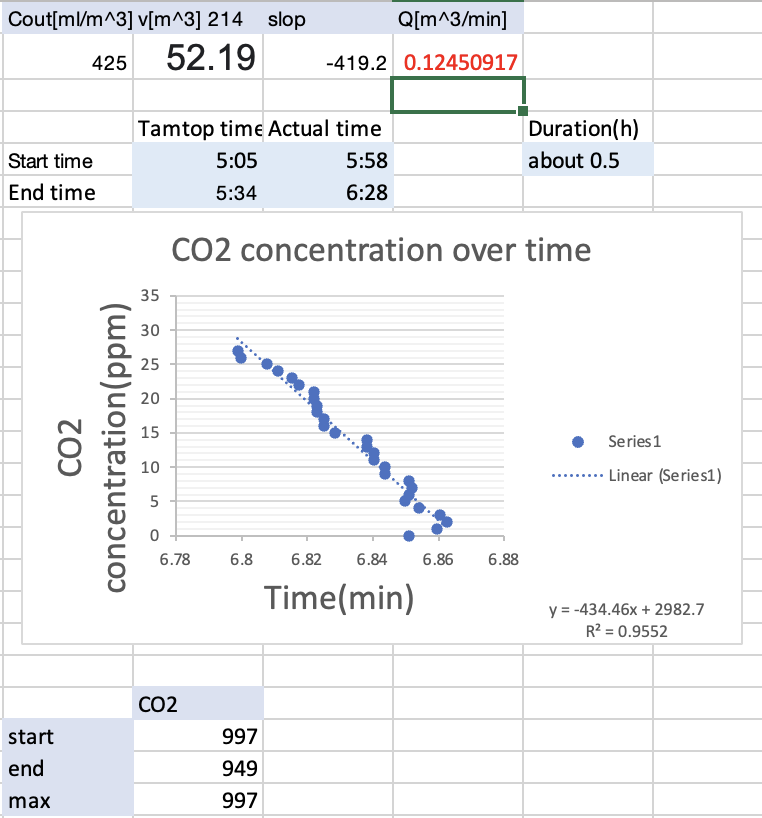 Cout[ml/m^3] v[m^3] 214 slop Q[m^3/min]
425 52.19 -419.2 0.12450917
Tamtop time Actual time Duration(h)
Start time 5:05 5:58 about 0.5
End time 5:34 6:28
CO2 concentration over time
35
30
25
20
15
10
5
0
CO2
concentration(ppm)
6.78 6.8 6.82 6.84 6.86 6.88
Time(min)
Series1
Linear (Series1)
y = -434.46x + 2982.7
R² = 0.9552
CO2
start 997
end 949
max 997